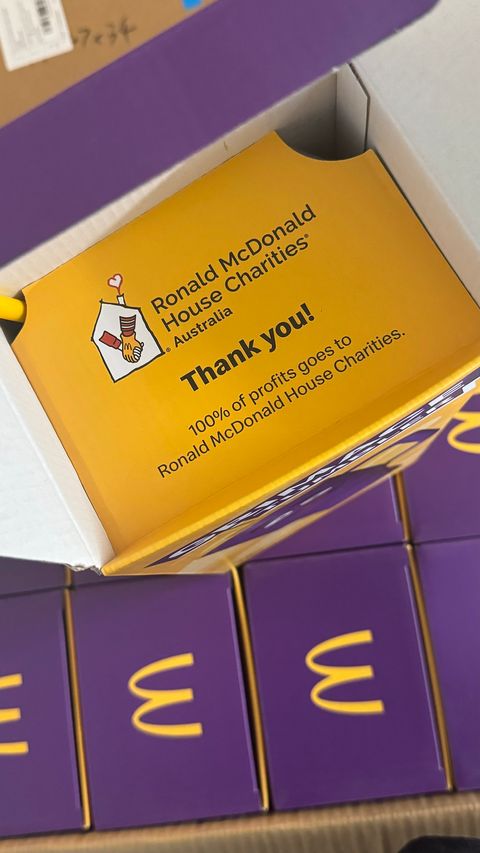 Ronald McDonald
House Charities®
Australia
Thank you!
100% of profits goes to
Ronald McDonald House Charities.